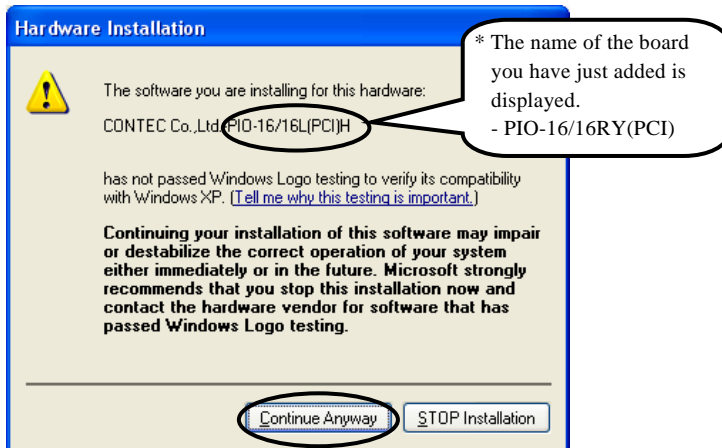 Hardware Installation
* The name of the board
you have just added is
displayed.
- PIO-16/16RY(PCI)
The software you are installing for this hardware:
CONTEC Co.,Ltd.PIO-16/16L(PCI)H
has not passed Windows Logo testing to verify its compatibility
with Windows XP. (Tell me why this testing is important.)
Continuing your installation of this software may impair
or destabilize the correct operation of your system
either immediately or in the future. Microsoft strongly
recommends that you stop this installation now and
contact the hardware vendor for software that has
passed Windows Logo testing.
Continue Anyway
STOP Installation